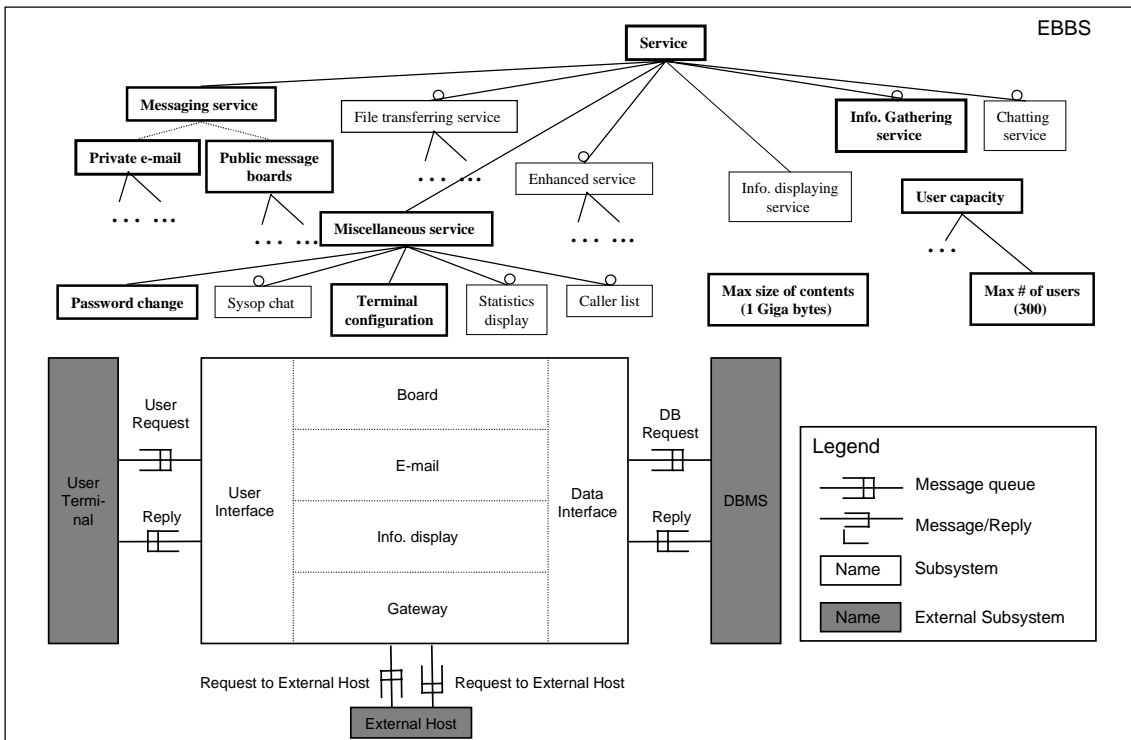 EBBS
Service
Messaging service
File transferring service
Info. Gathering
service
Chatting
service
Private e-mail
Public message
boards
Enhanced service
Info. displaying
service
User capacity
... ...
... ...
... ...
... ...
...
Miscellaneous service
Password change
Sysop chat
Terminal
configuration
Statistics
display
Caller list
Max size of contents
(1 Giga bytes)
Max # of users
(300)
User
Termi-
nal
User
Request
Reply
User
Interface
Board
E-mail
Info. display
Gateway
Data
Interface
DB
Request
Reply
DBMS
Legend
Message queue
Message/Reply
Name
Subsystem
Name
External Subsystem
Request to External Host
Request to External Host
External Host